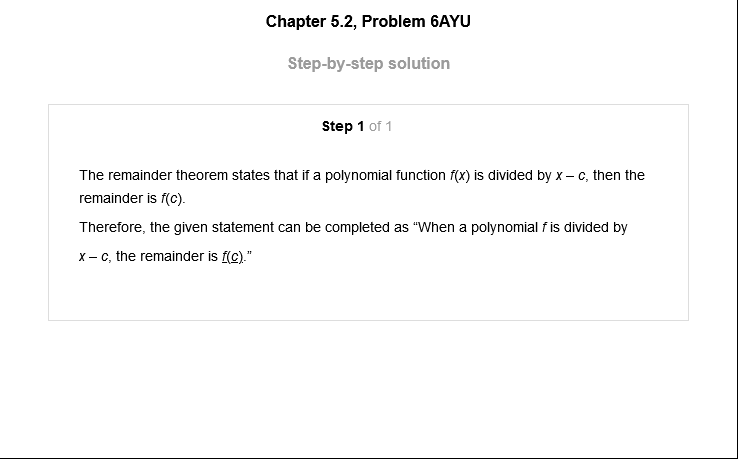 Chapter 5.2, Problem 6AYU
Step-by-step solution
Step 1 of 1
The remainder theorem states that if a polynomial function f(x) is divided by x – c, then the
remainder is f(c).
Therefore, the given statement can be completed as “When a polynomial f is divided by
x – c, the remainder is f(c).”